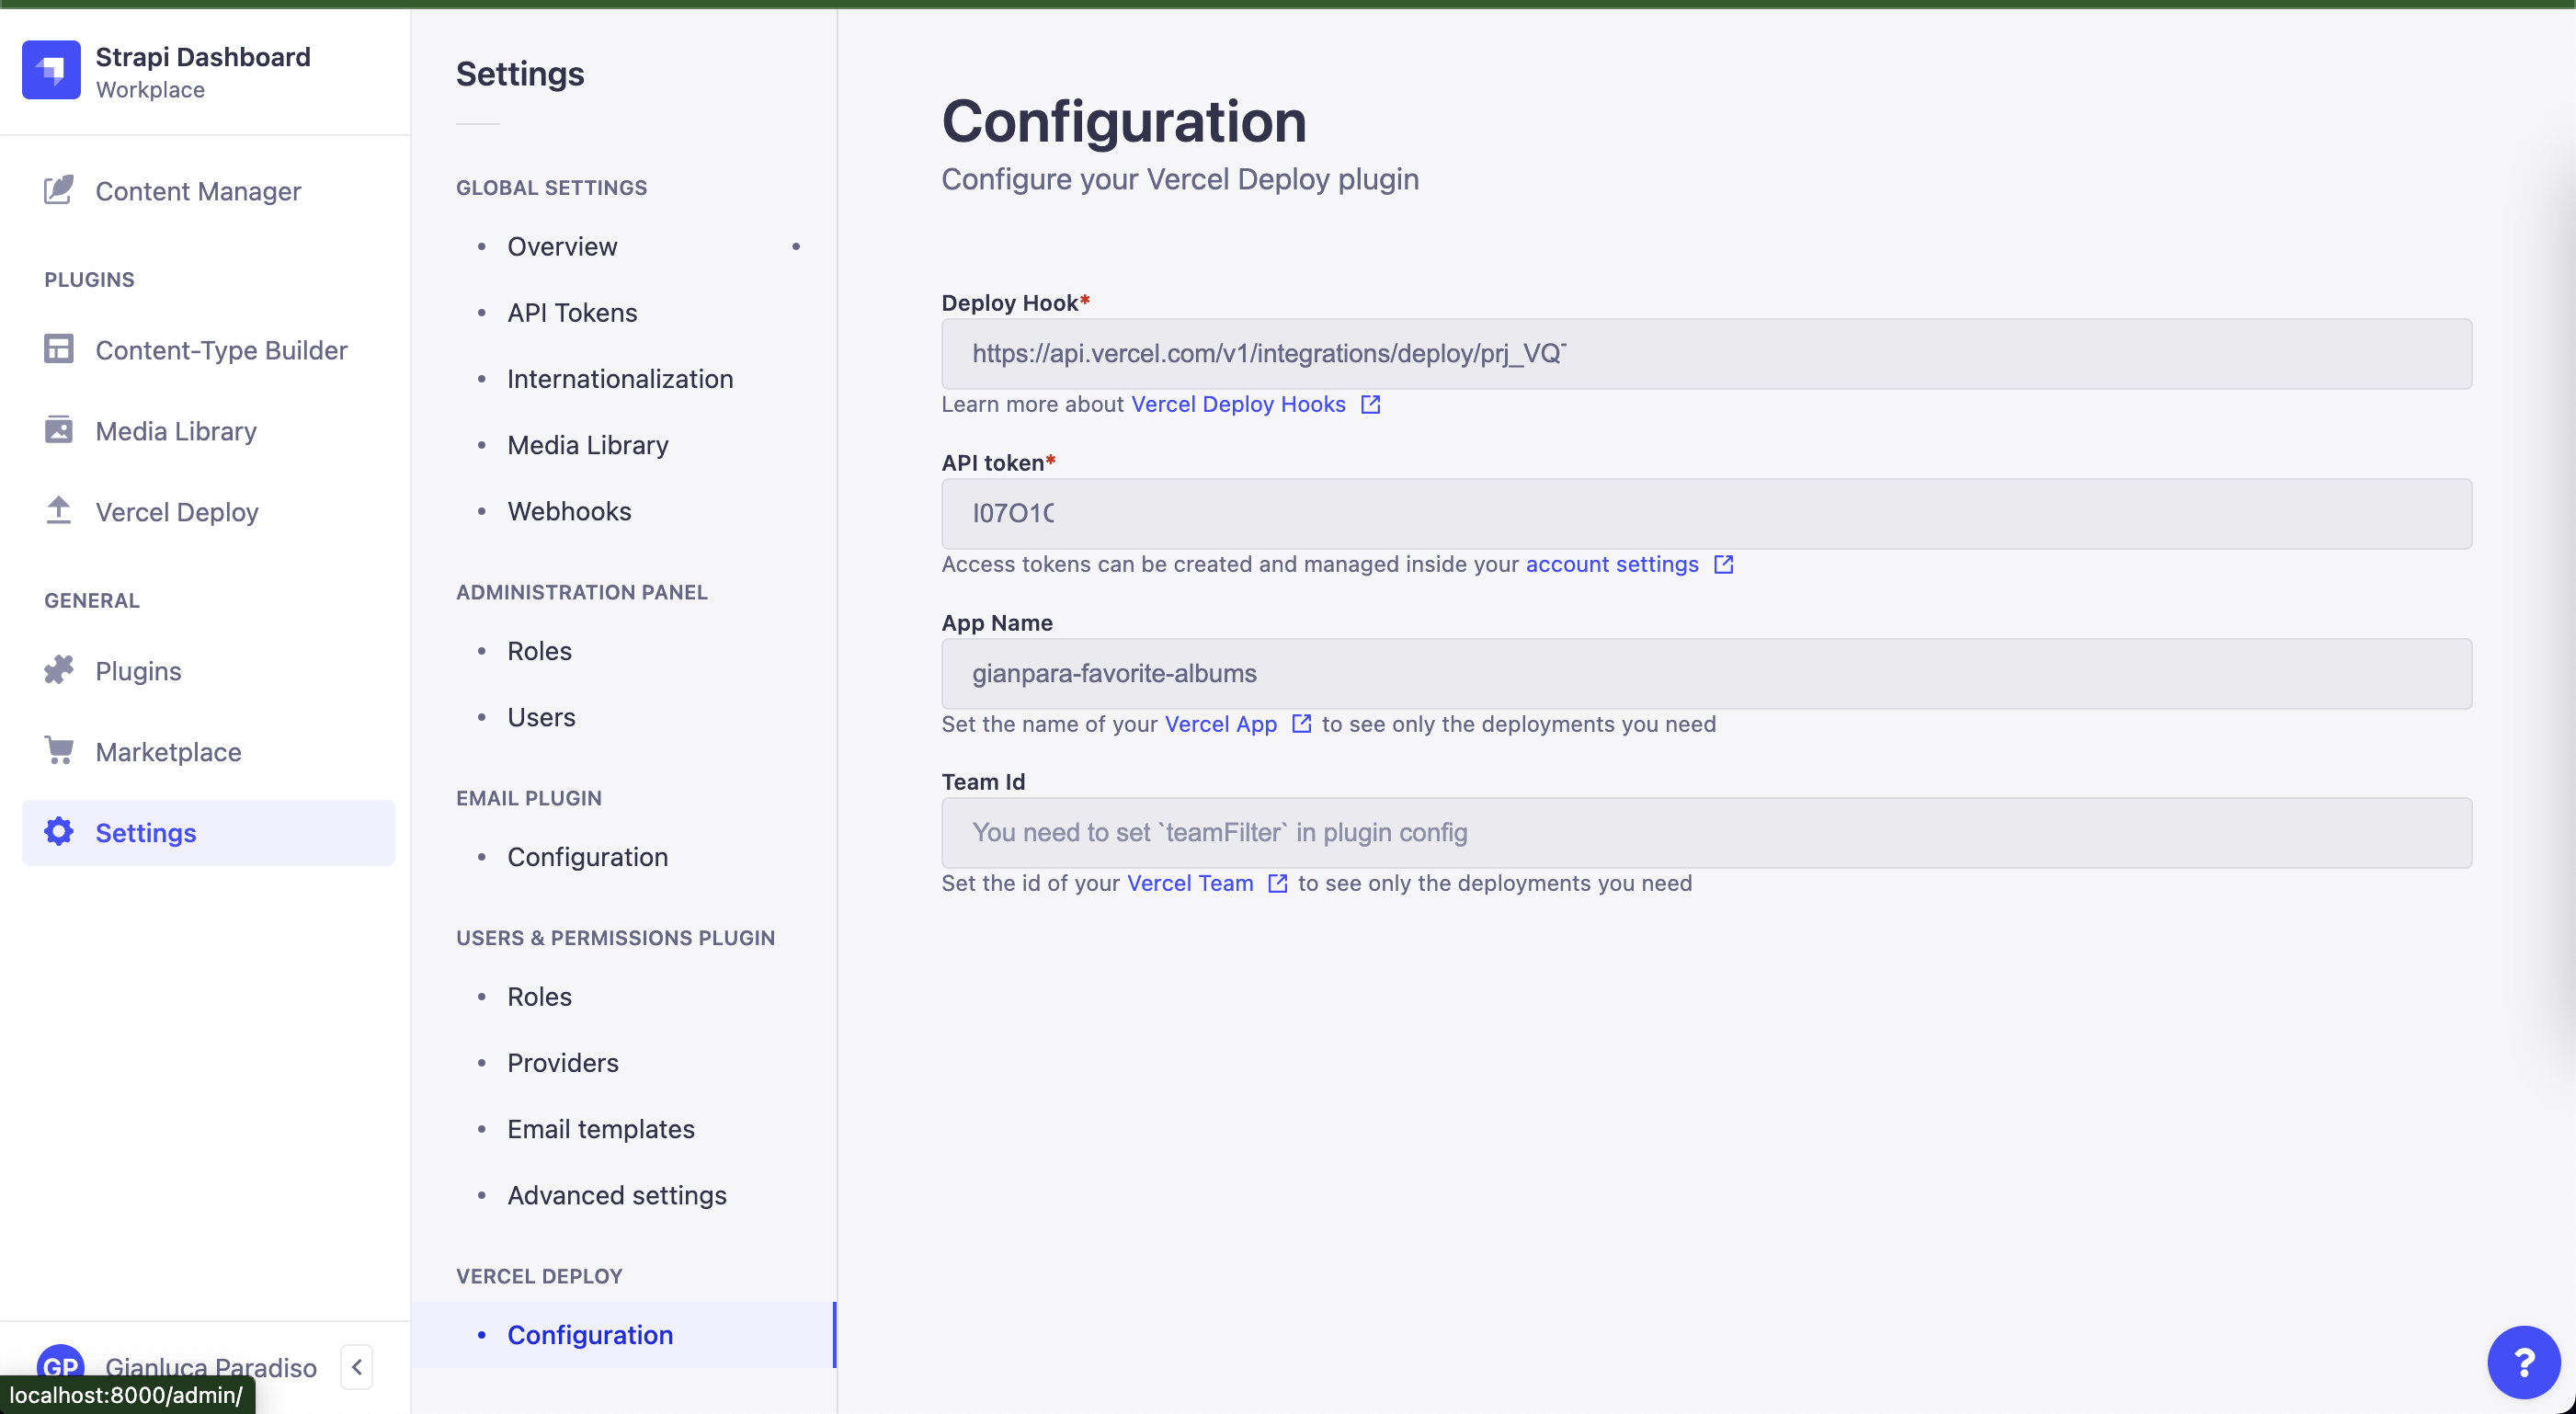 Strapi Dashboard
Workplace
Content Manager
PLUGINS
Content-Type Builder
Media Library
Vercel Deploy
GENERAL
Plugins
Marketplace
Settings
GP
Gianluca Paradiso
localhost:8000/admin/
Settings
GLOBAL SETTINGS
Overview
API Tokens
Internationalization
Media Library
Webhooks
ADMINISTRATION PANEL
Roles
Users
EMAIL PLUGIN
Configuration
USERS & PERMISSIONS PLUGIN
Roles
Providers
Email templates
Advanced settings
VERCEL DEPLOY
Configuration
Configuration
Configure your Vercel Deploy plugin
Deploy Hook*
https://api.vercel.com/v1/integrations/deploy/prj_VQ
Learn more about Vercel Deploy Hooks
API token*
I07O1
Access tokens can be created and managed inside your account settings
App Name
gianpara-favorite-albums
Set the name of your Vercel App to see only the deployments you need
Team Id
You need to set `teamFilter` in plugin config
Set the id of your Vercel Team to see only the deployments you need
?